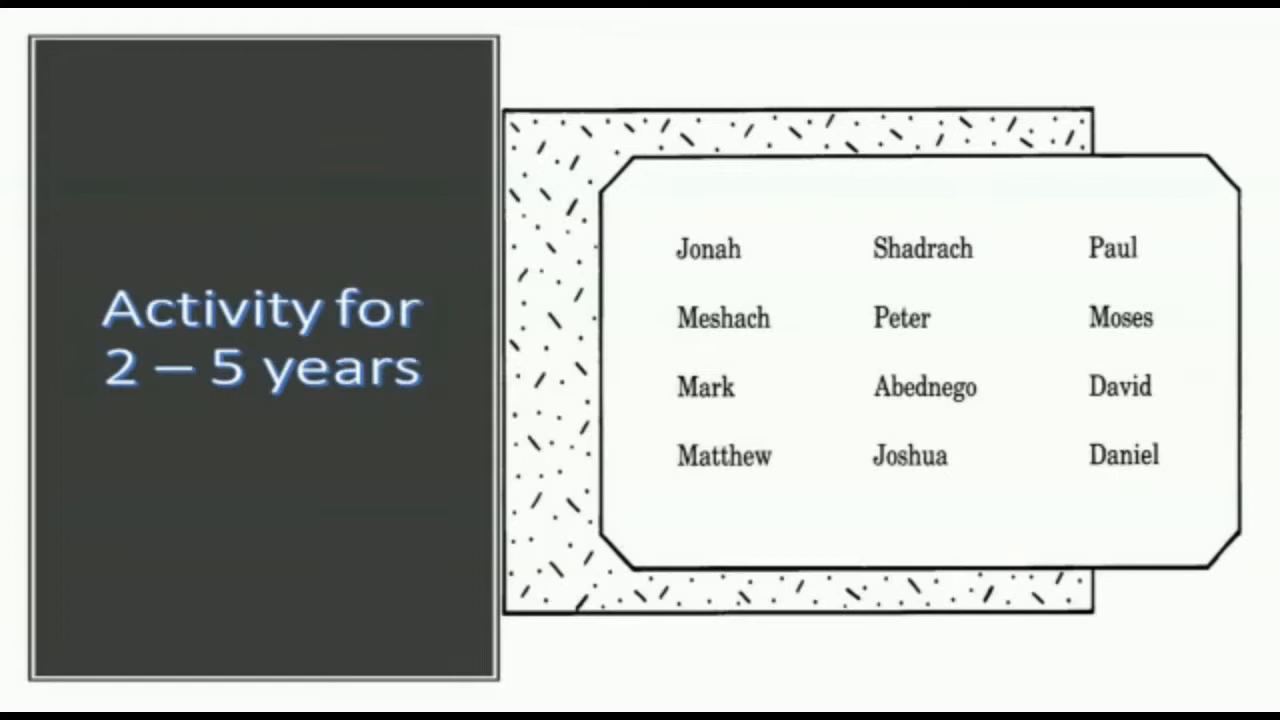 Activity for
2 – 5 years
Jonah Shadrach Paul
Meshach Peter Moses
Mark Abednego David
Matthew Joshua Daniel